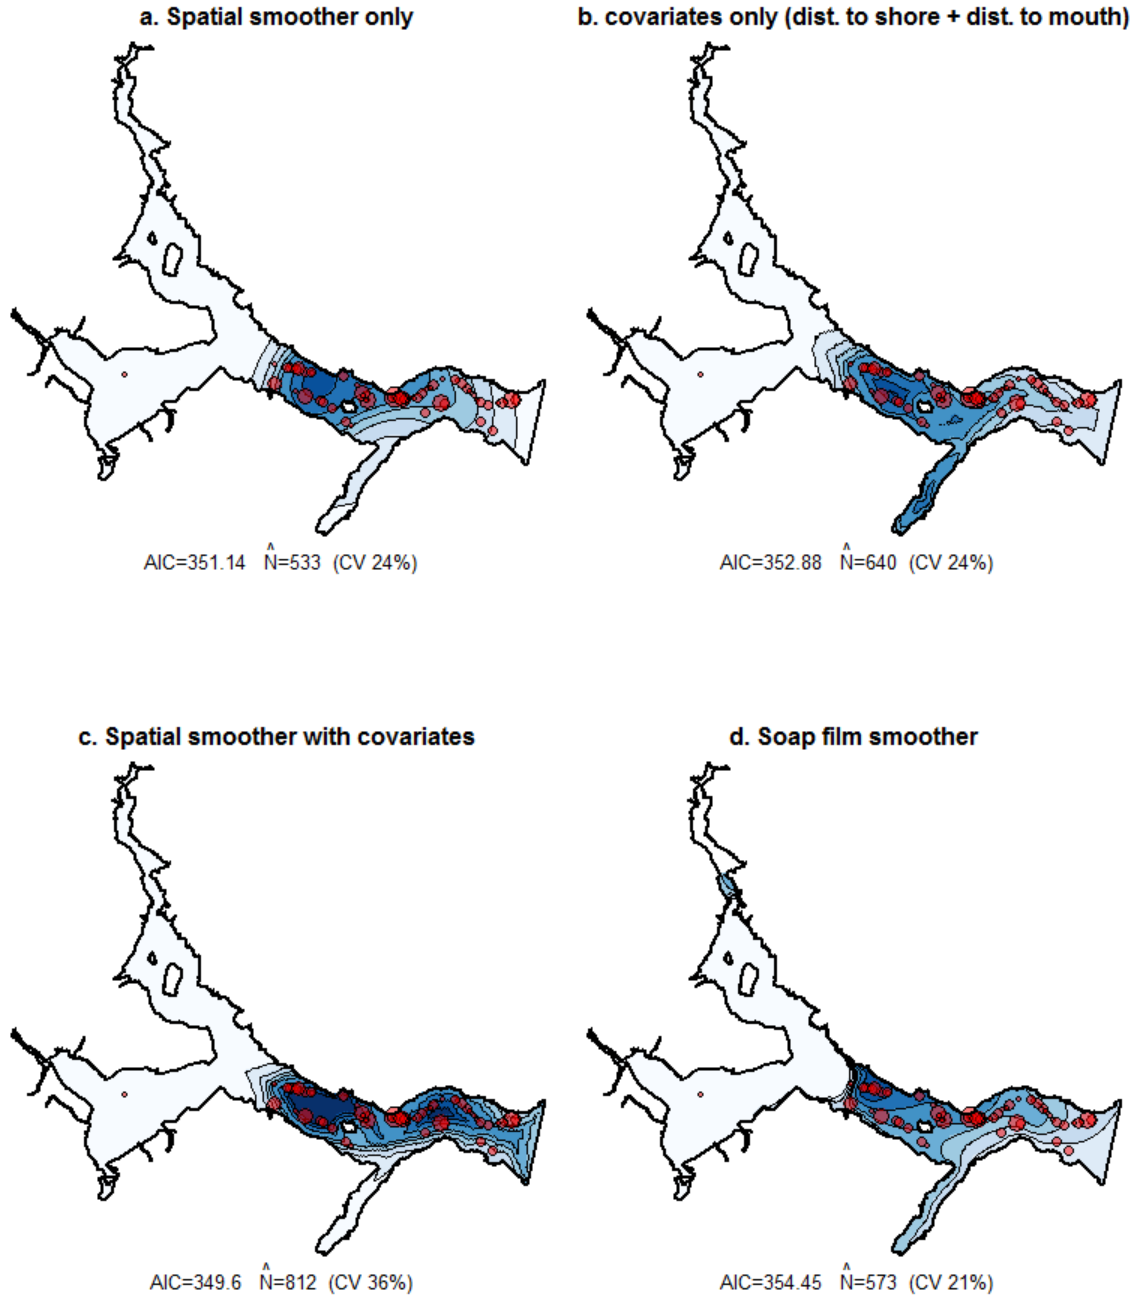 a. Spatial smoother only
b. covariates only (dist. to shore + dist. to mouth)
AIC=351.14 N̂=533 (CV 24%)
AIC=352.88 N̂=640 (CV 24%)
c. Spatial smoother with covariates
d. Soap film smoother
AIC=349.6 N̂=812 (CV 36%)
AIC=354.45 N̂=573 (CV 21%)